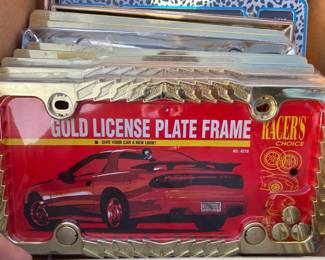 GOLD LICENSE PLATE FRAME
GIVE YOUR CAR A NEW LOOK!
RACER'S
CHOICE